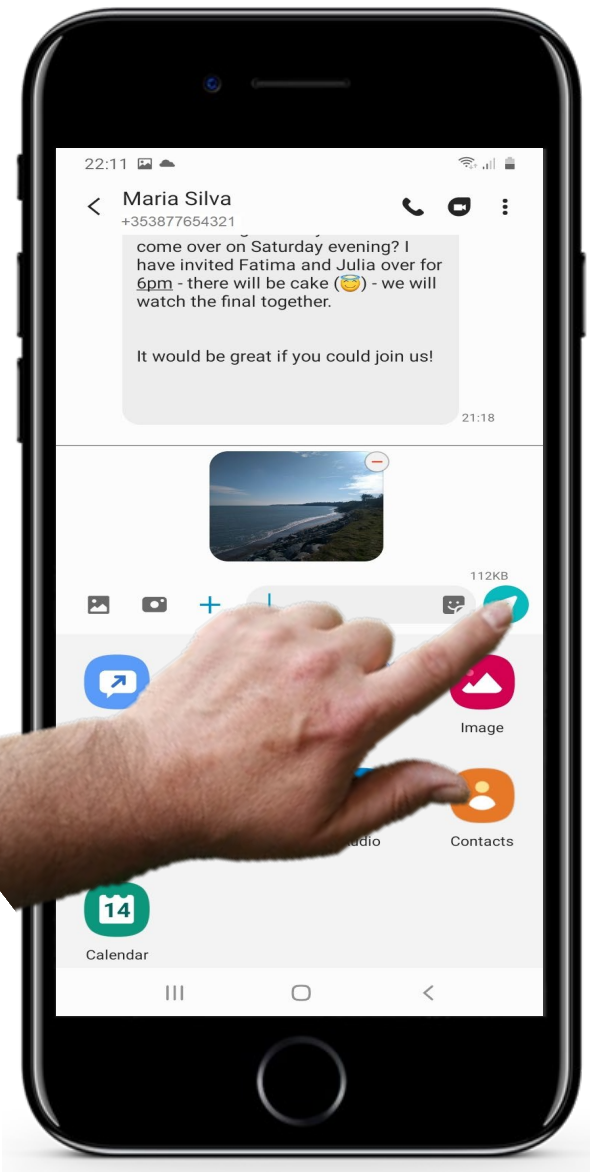 22:11
Maria Silva
+353877654321
come over on Saturday evening? I
have invited Fatima and Julia over for
6pm - there will be cake (😇) - we will
watch the final together.
It would be great if you could join us!
21:18
112KB
Image
Contacts
14
Calendar